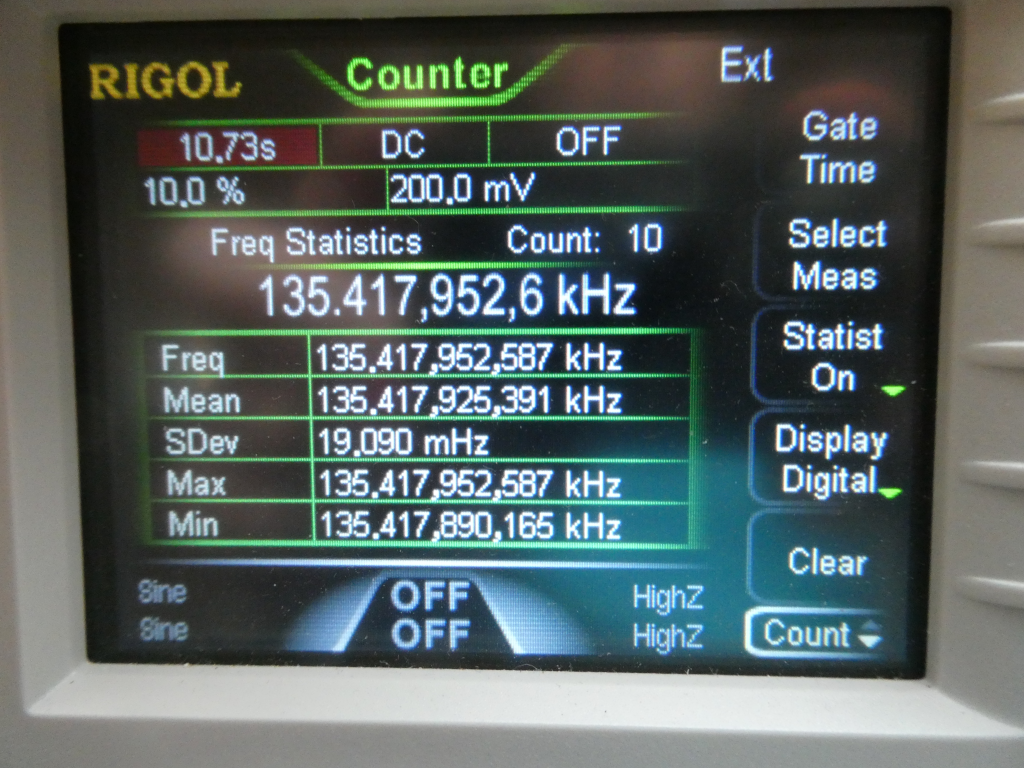 RIGOL Counter Ext
10.73s DC OFF
10.0 % 200.0 mV
Freq Statistics Count: 10
135.417,952,6 kHz
Freq 135.417,952,587 kHz
Mean 135.417,925,391 kHz
SDev 19.090 mHz
Max 135.417,952,587 kHz
Min 135.417,890,165 kHz
Sine OFF HighZ
Sine OFF HighZ
Gate
Time
Select
Meas
Statist
On
Display
Digital
Clear
Count